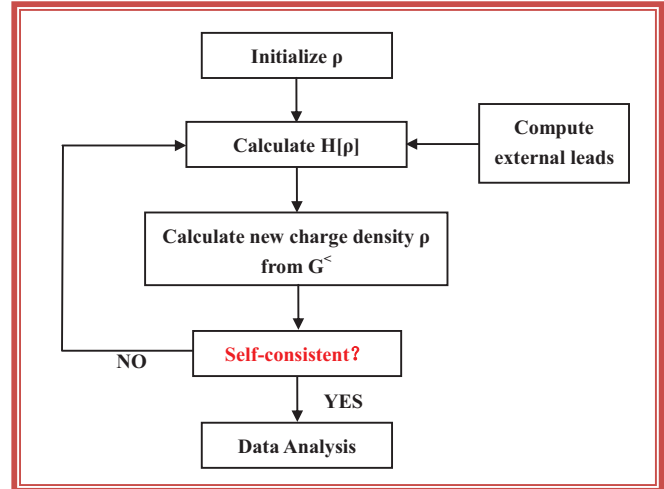 Initialize ρ
Calculate H[ρ]
Compute
external leads
Calculate new charge density ρ
from G<
Self-consistent?
NO
YES
Data Analysis